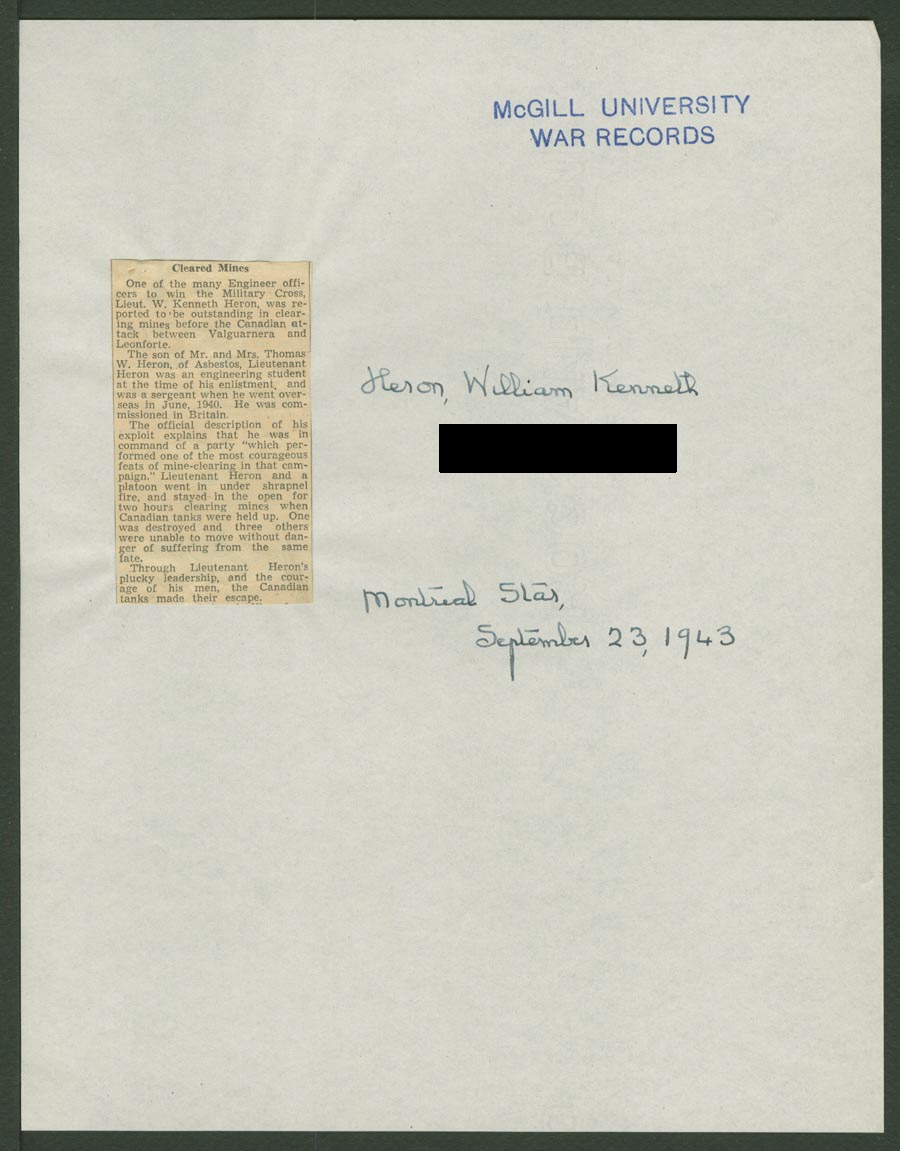 McGILL UNIVERSITY
WAR RECORDS
Cleared Mines
One of the many Engineer offi-
cers to win the Military Cross,
Lieut. W. Kenneth Heron, was re-
ported to be outstanding in clear-
ing mines before the Canadian at-
tack between Valguarnera and
Leonforte.
The son of Mr. and Mrs. Thomas
W. Heron, of Asbestos, Lieutenant
Heron was an engineering student
at the time of his enlistment, and
was a sergeant when he went over-
seas in June, 1940. He was com-
missioned in Britain.
The official description of his
exploit explains that he was in
command of a party "which per-
formed one of the most courageous
feats of mine-clearing in that cam-
paign." Lieutenant Heron and a
platoon went in under shrapnel
fire, and stayed in the open for
two hours clearing mines when
Canadian tanks were held up. One
was destroyed and three others
were unable to move without dan-
ger of suffering from the same
fate.
Through Lieutenant Heron's
plucky leadership, and the cour-
age of his men, the Canadian
tanks made their escape.
Heron, William Kenneth
Montreal Star,
September 23, 1943